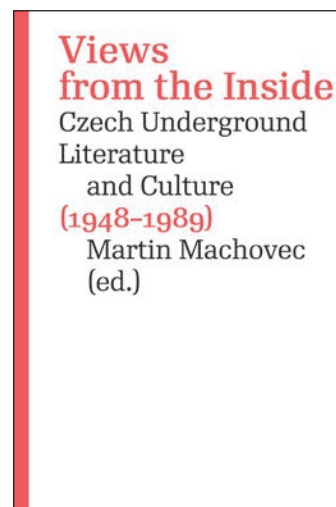 Views
from the Inside
Czech Underground
Literature
and Culture
(1948–1989)
Martin Machovec
(ed.)